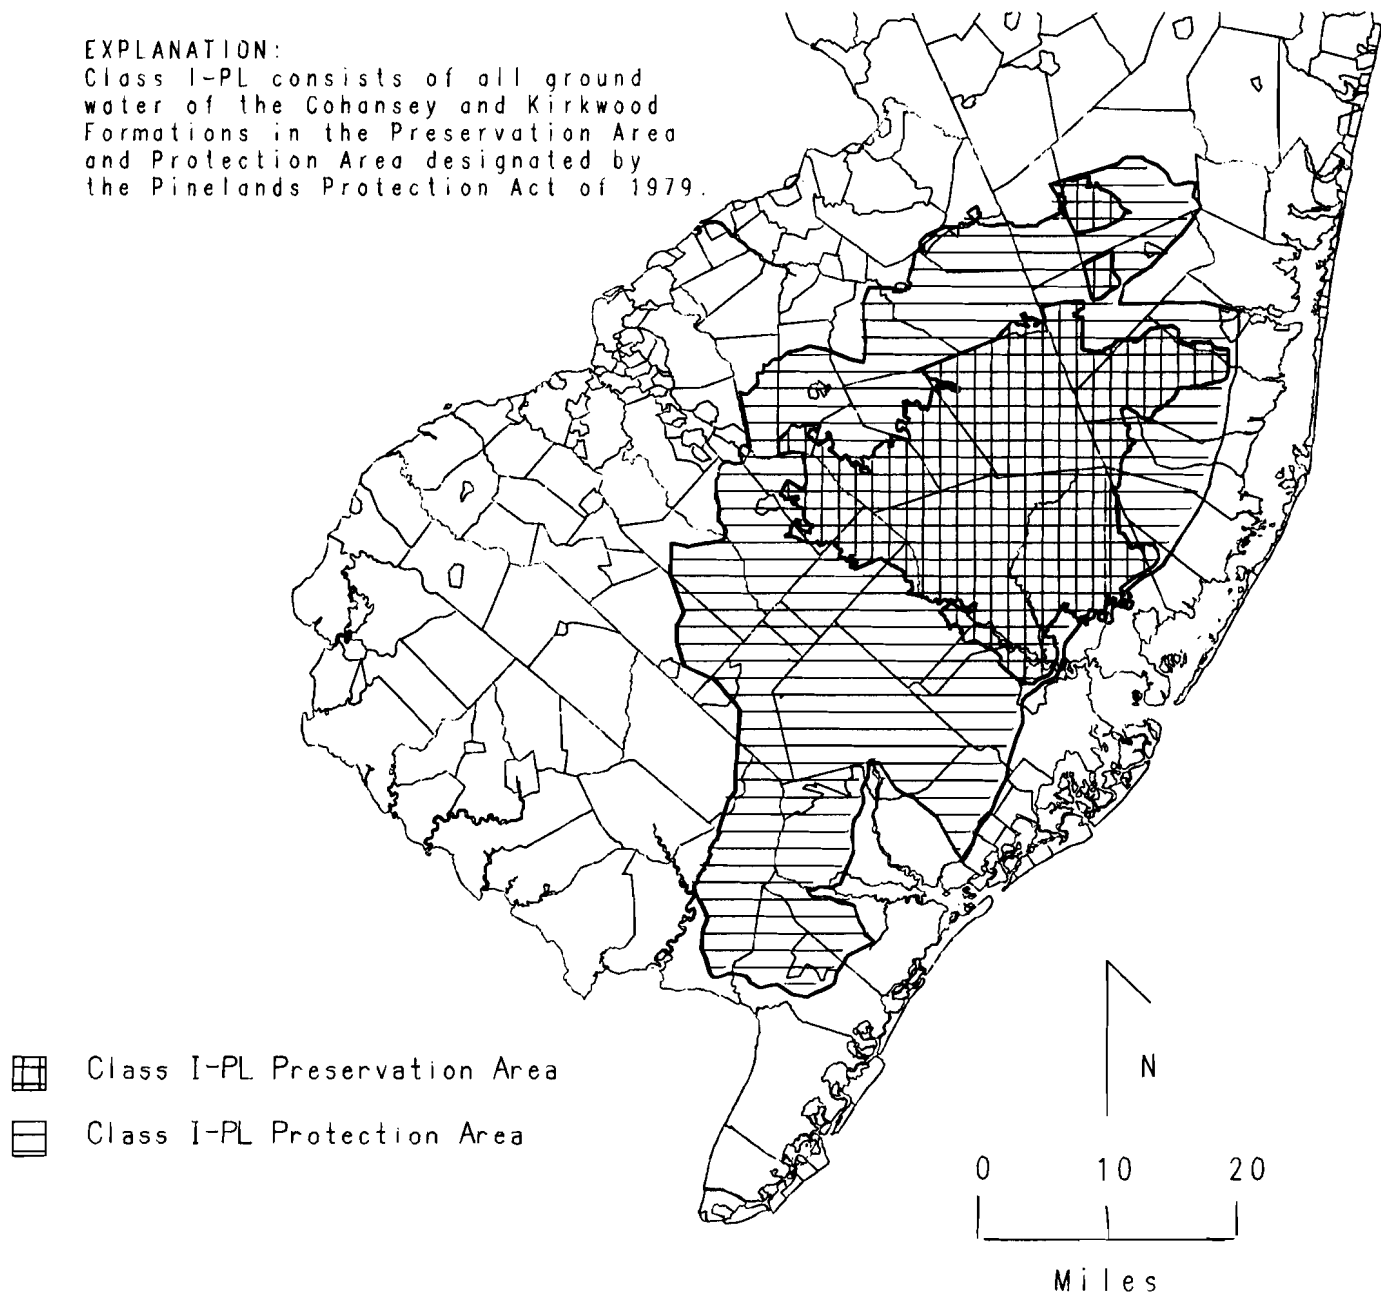 EXPLANATION:
Class I-PL consists of all ground
water of the Cohansey and Kirkwood
Formations in the Preservation Area
and Protection Area designated by
the Pinelands Protection Act of 1979.
Class I-PL Preservation Area
Class I-PL Protection Area
N
0 10 20
Miles